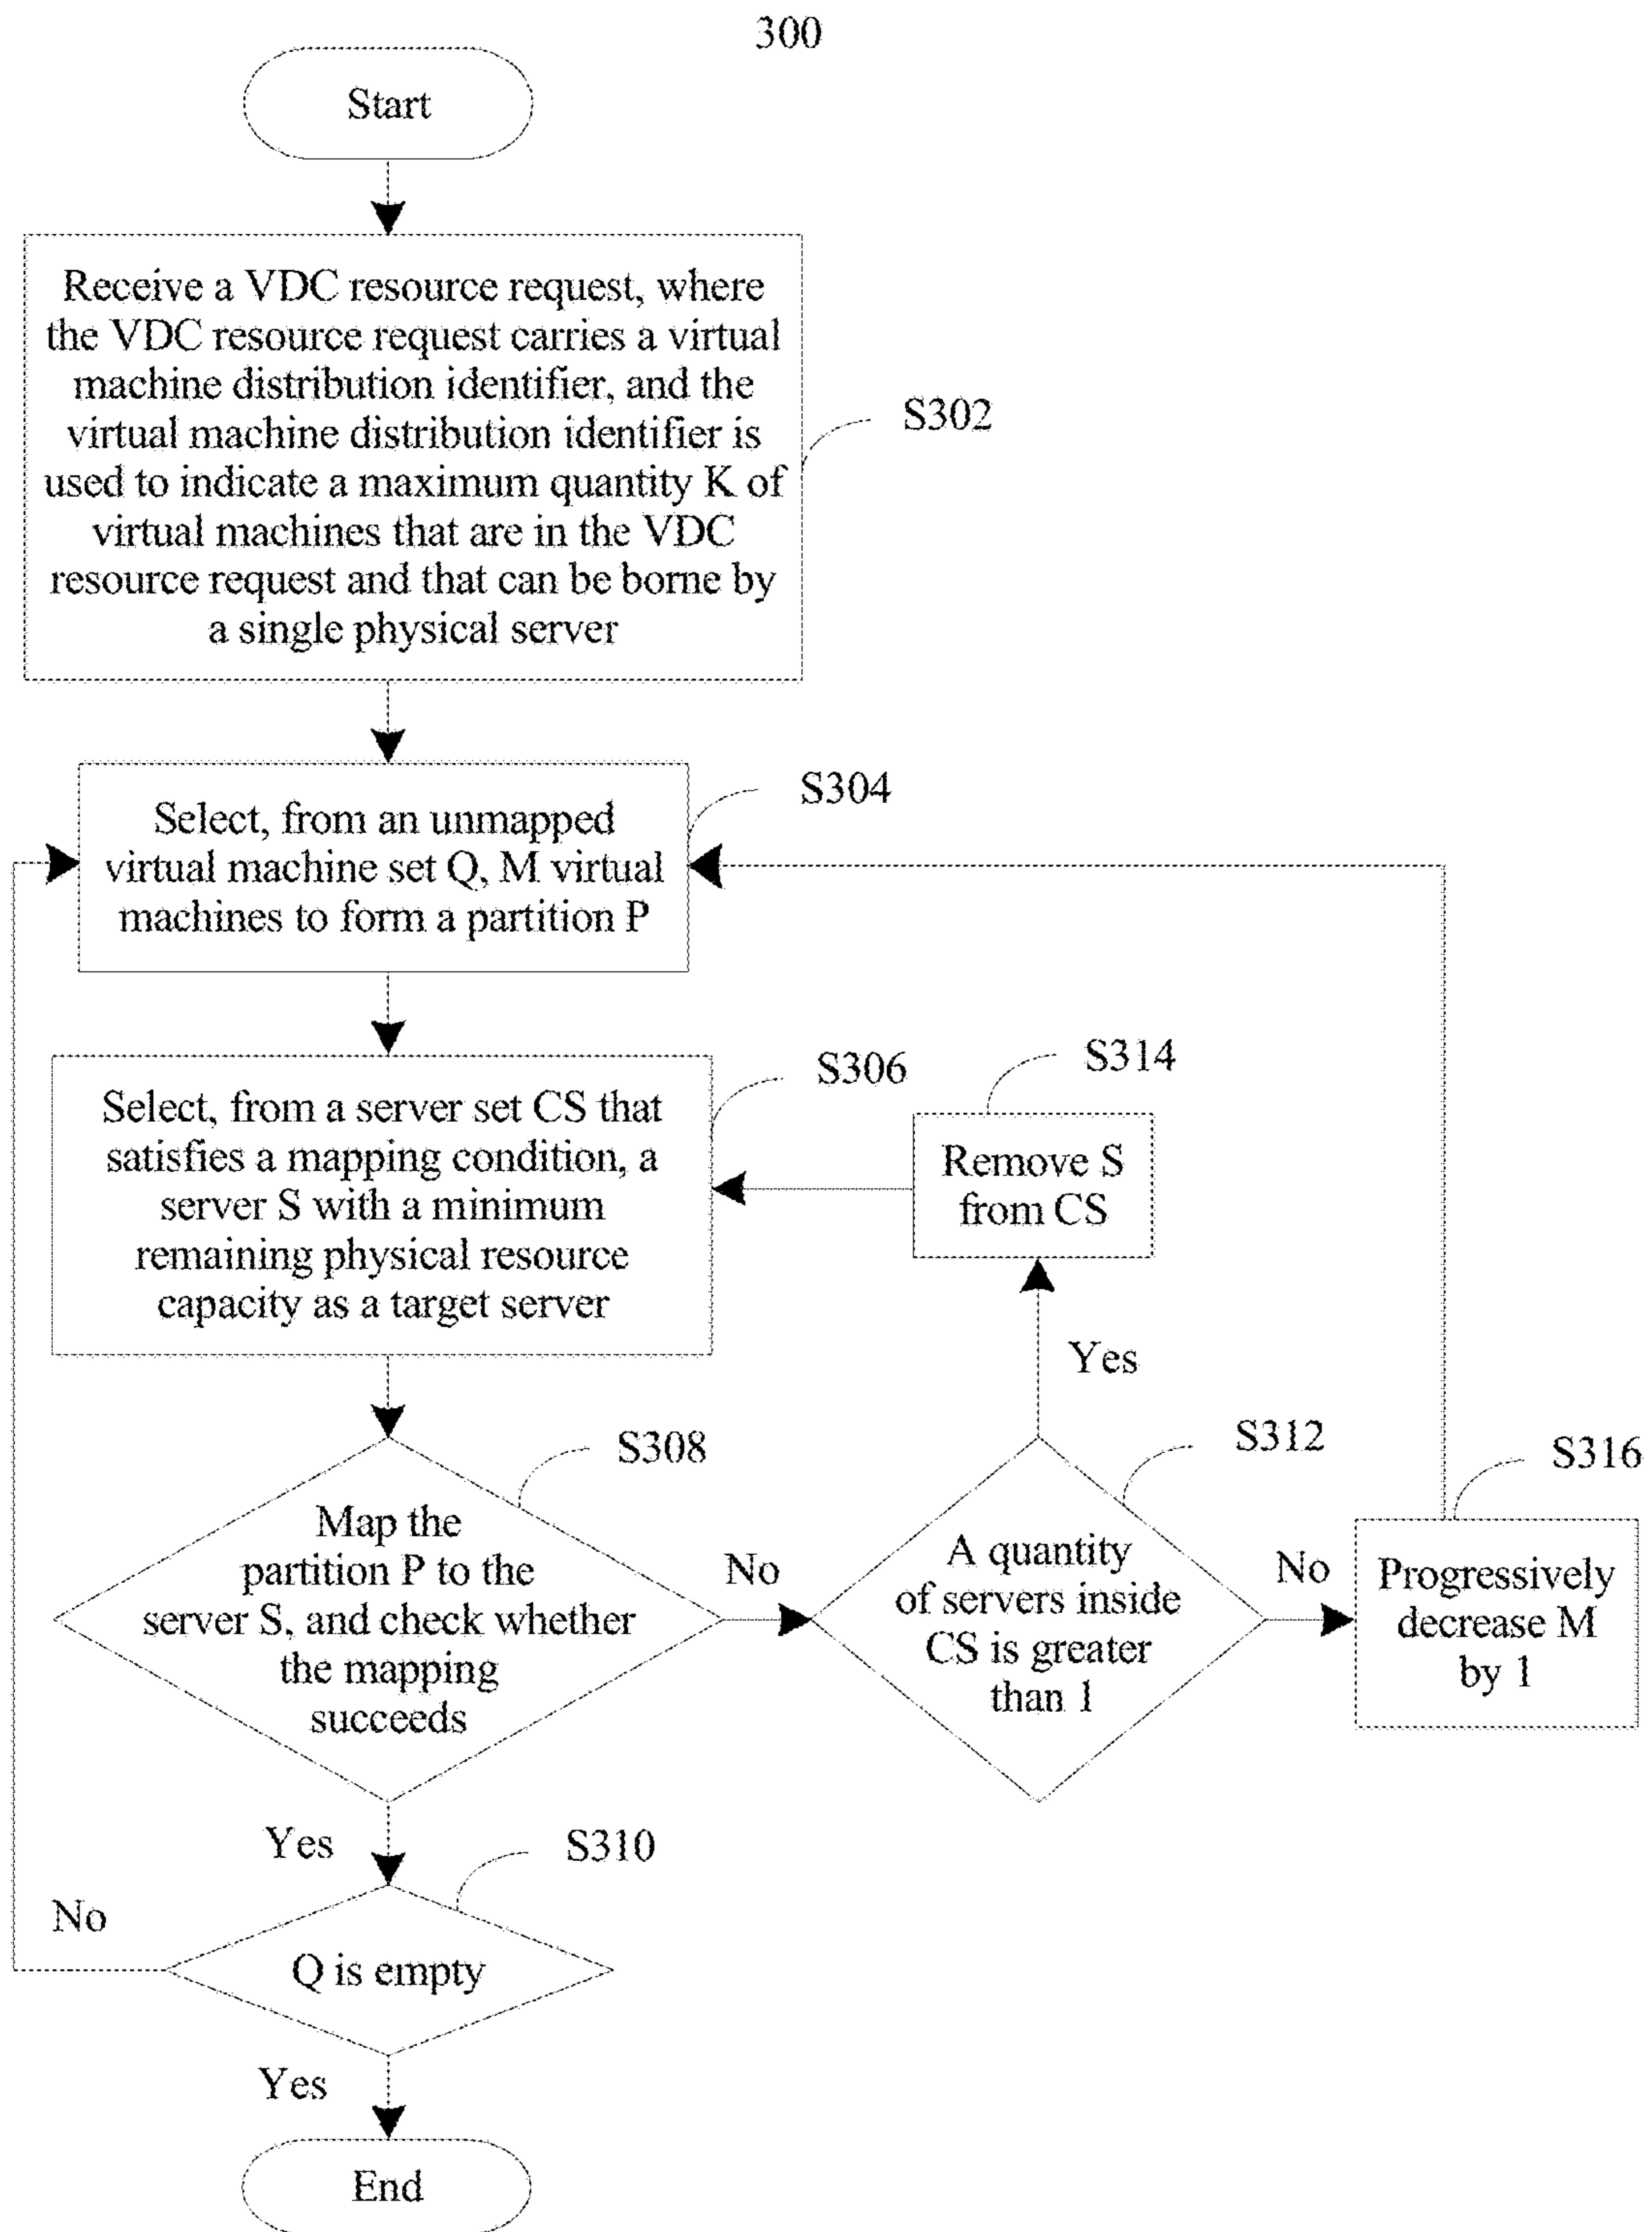 300
Start
Receive a VDC resource request, where
the VDC resource request carries a virtual
machine distribution identifier, and the
virtual machine distribution identifier is
used to indicate a maximum quantity K of
virtual machines that are in the VDC
resource request and that can be borne by
a single physical server
S302
S304
Select, from an unmapped
virtual machine set Q, M virtual
machines to form a partition P
S306
Select, from a server set CS that
satisfies a mapping condition, a
server S with a minimum
remaining physical resource
capacity as a target server
S314
Remove S
from CS
Yes
S308
Map the
partition P to the
server S, and check whether
the mapping
succeeds
No
S312
A quantity
of servers inside
CS is greater
than 1
No
S316
Progressively
decrease M
by 1
Yes
S310
No
Q is empty
Yes
End